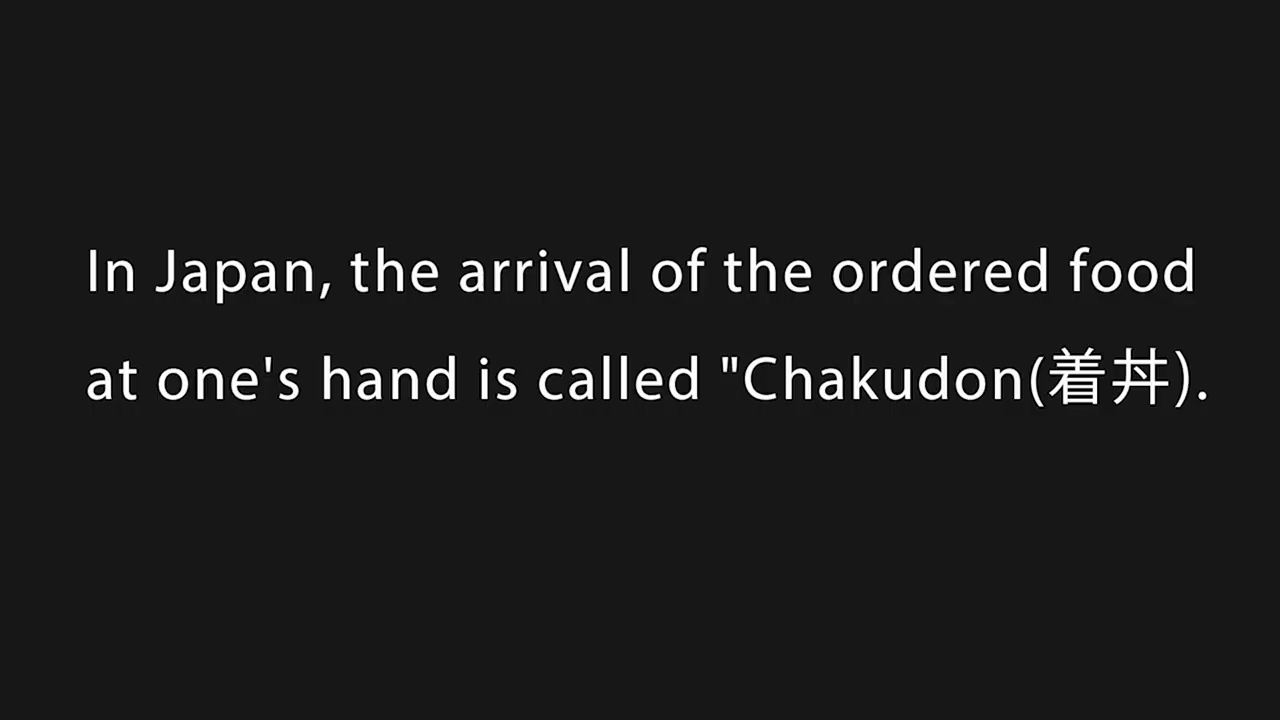 In Japan, the arrival of the ordered food
at one's hand is called "Chakudon(着丼).